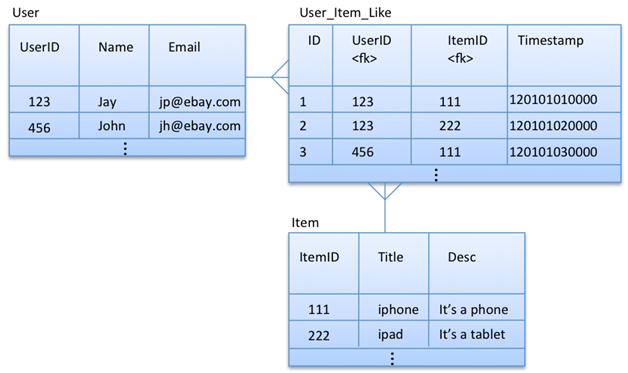 User
UserID Name Email
123 Jay jp@ebay.com
456 John jh@ebay.com
User_Item_Like
ID UserID <fk> ItemID <fk> Timestamp
1 123 111 120101010000
2 123 222 120101020000
3 456 111 120101030000
Item
ItemID Title Desc
111 iphone It's a phone
222 ipad It's a tablet